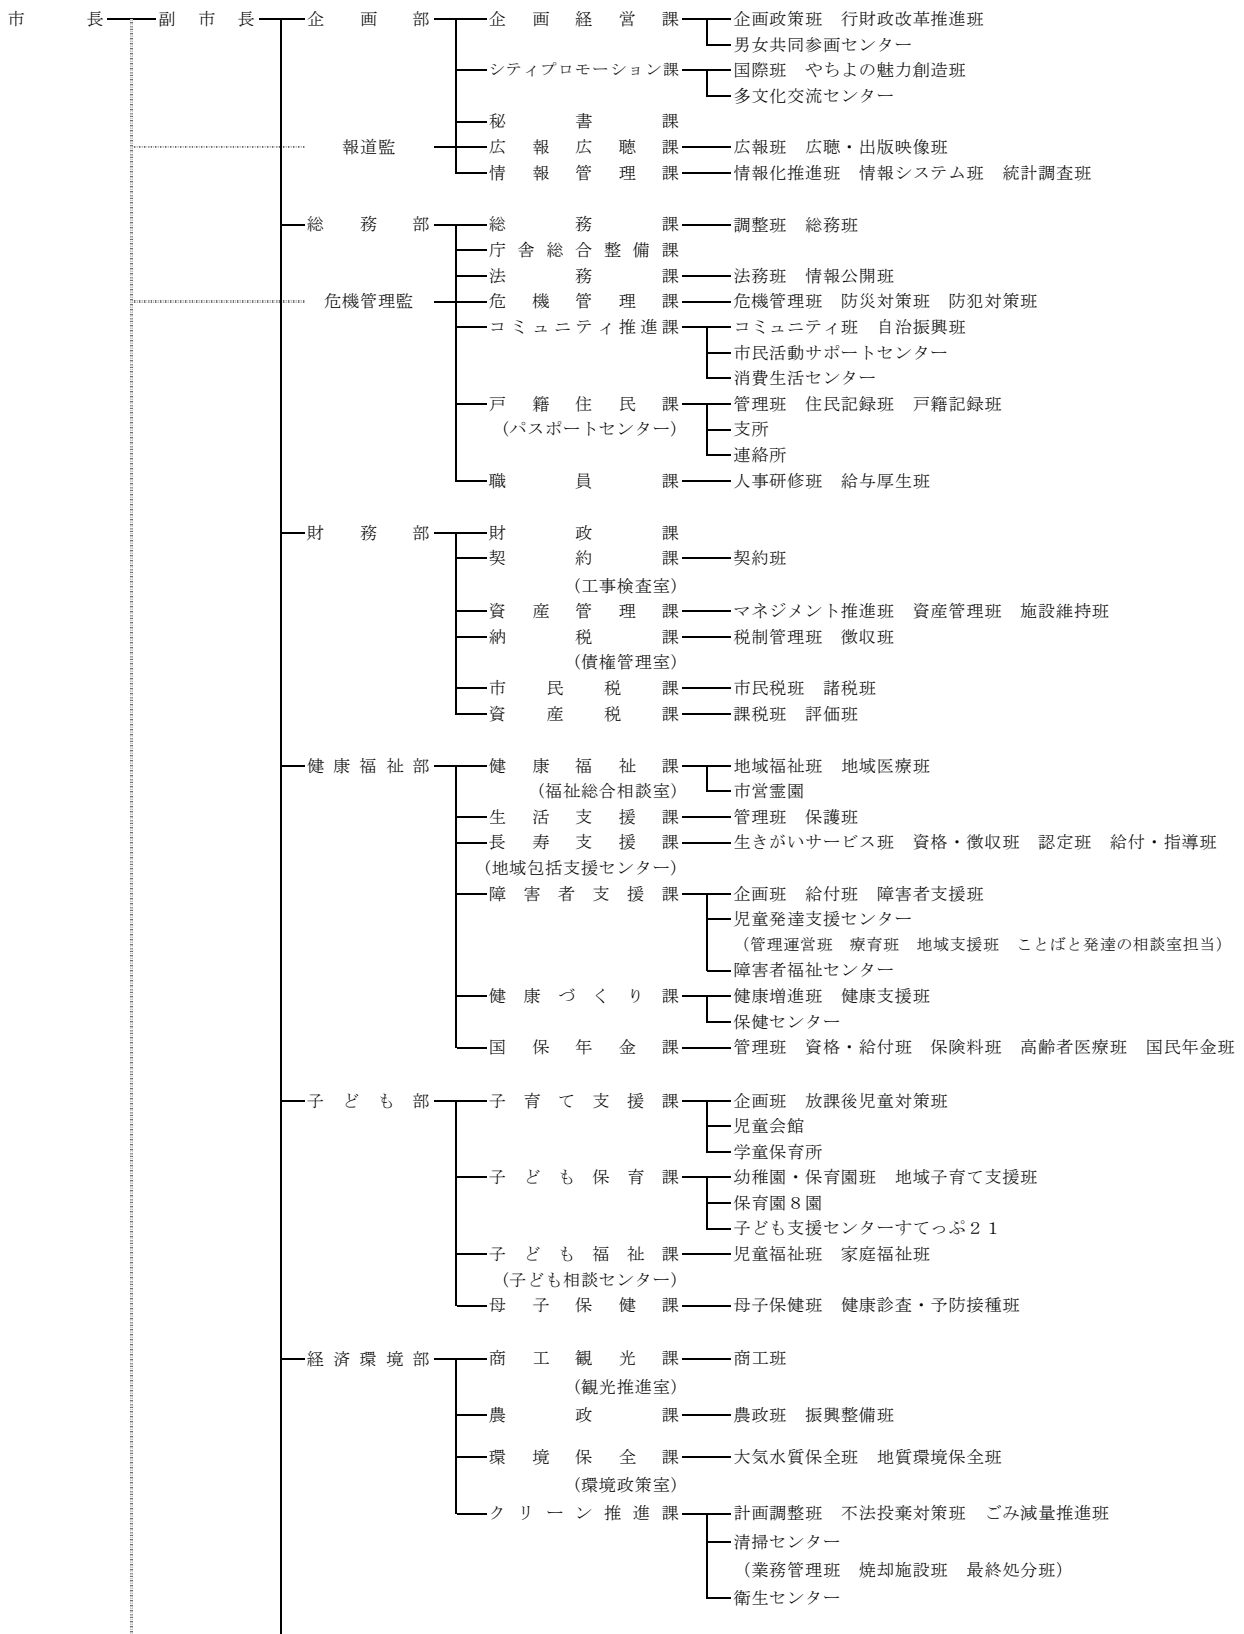 市長 副市長 企画部 企画経営課 企画政策班 行財政改革推進班
男女共同参画センター
シティプロモーション課 国際班 やちよの魅力創造班
多文化交流センター
秘書課
報道監 広報広聴課 広報班 広聴・出版映像班
情報管理課 情報化推進班 情報システム班 統計調査班
総務部 総務課 調整班 総務班
庁舎総合整備課
法務課 法務班 情報公開班
危機管理監 危機管理課 危機管理班 防災対策班 防犯対策班
コミュニティ推進課 コミュニティ班 自治振興班
市民活動サポートセンター
消費生活センター
戸籍住民課 管理班 住民記録班 戸籍記録班
(パスポートセンター) 支所
連絡所
職員課 人事研修班 給与厚生班
財務部 財政課
契約課 契約班
(工事検査室)
資産管理課 マネジメント推進班 資産管理班 施設維持班
納税課 税制管理班 徴収班
(債権管理室)
市民税課 市民税班 諸税班
資産税課 課税班 評価班
健康福祉部 健康福祉課 地域福祉班 地域医療班
(福祉総合相談室) 市営霊園
生活支援課 管理班 保護班
長寿支援課 生きがいサービス班 資格・徴収班 認定班 給付・指導班
(地域包括支援センター)
障害者支援課 企画班 給付班 障害者支援班
児童発達支援センター
(管理運営班 療育班 地域支援班 ことばと発達の相談室担当)
障害者福祉センター
健康づくり課 健康増進班 健康支援班
保健センター
国保年金課 管理班 資格・給付班 保険料班 高齢者医療班 国民年金班
子ども部 子育て支援課 企画班 放課後児童対策班
児童会館
学童保育所
子ども保育課 幼稚園・保育園班 地域子育て支援班
保育園8園
子ども支援センターすてっぷ21
子ども福祉課 児童福祉班 家庭福祉班
(子ども相談センター)
母子保健課 母子保健班 健康診査・予防接種班
経済環境部 商工観光課 商工班
(観光推進室)
農政課 農政班 振興整備班
環境保全課 大気水質保全班 地質環境保全班
(環境政策室)
クリーン推進課 計画調整班 不法投棄対策班 ごみ減量推進班
清掃センター
(業務管理班 焼却施設班 最終処分班)
衛生センター